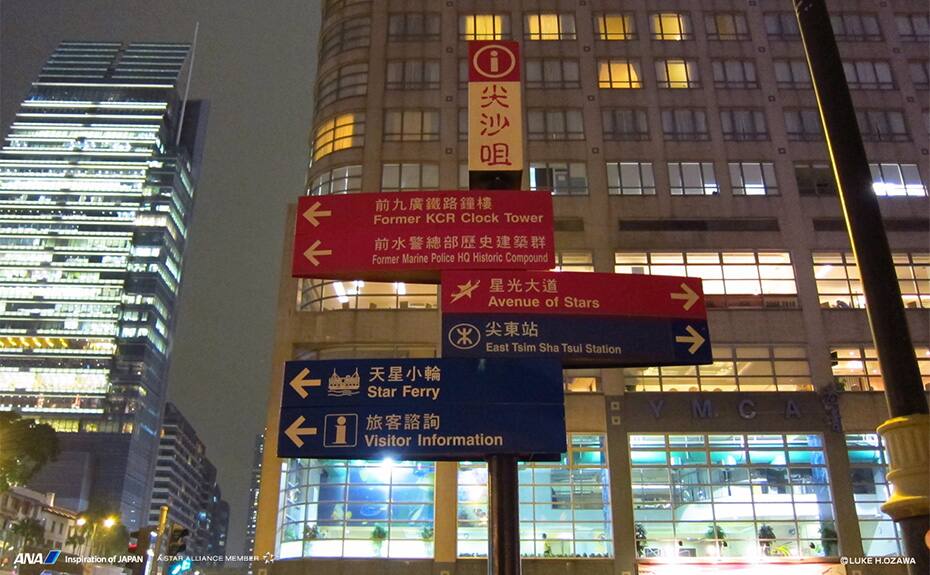 i
尖沙咀
前九廣鐵路鐘樓
Former KCR Clock Tower
前水警總部歷史建築群
Former Marine Police HQ Historic Compound
星光大道
Avenue of Stars
尖東站
East Tsim Sha Tsui Station
天星小輪
Star Ferry
i
旅客諮詢
Visitor Information
YMCA
ANA Inspiration of JAPAN
A STAR ALLIANCE MEMBER
©LUKE H.OZAWA